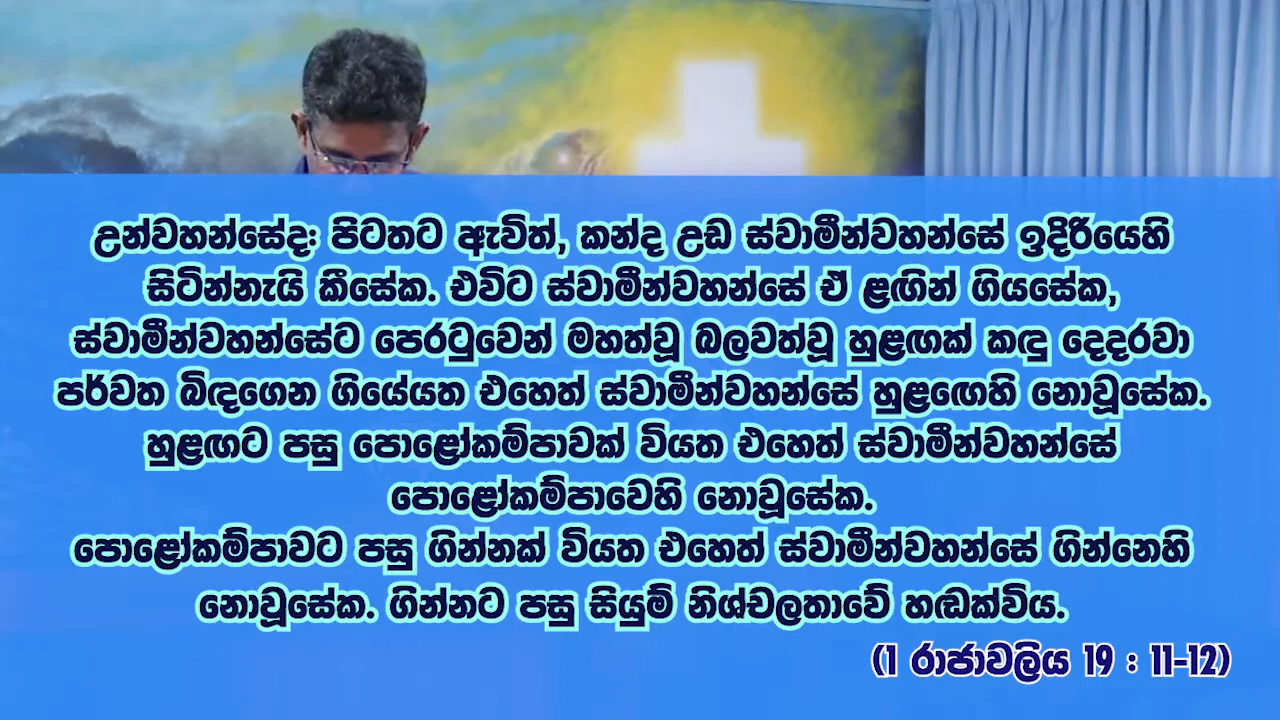 උන්වහන්සේද: පිටතට ඇවිත්, කන්ද උඩ ස්වාමීන්වහන්සේ ඉදිරියෙහි
සිටින්නැයි කීසේක. එවිට ස්වාමීන්වහන්සේ ඒ ළඟින් ගියසේක,
ස්වාමීන්වහන්සේට පෙරටුවෙන් මහත්වූ බලවත්වූ හුළඟක් කඳු දෙදරවා
පර්වත බිඳගෙන ගියේයත එහෙත් ස්වාමීන්වහන්සේ හුළඟෙහි නොවූසේක.
හුළඟට පසු පොළෝකම්පාවක් වියත එහෙත් ස්වාමීන්වහන්සේ
පොළෝකම්පාවෙහි නොවූසේක.
පොළෝකම්පාවට පසු ගින්නක් වියත එහෙත් ස්වාමීන්වහන්සේ ගින්නෙහි
නොවූසේක. ගින්නට පසු සියුම් නිශ්චලතාවේ හඬක්විය.
(1 රාජාවලිය 19 : 11-12)